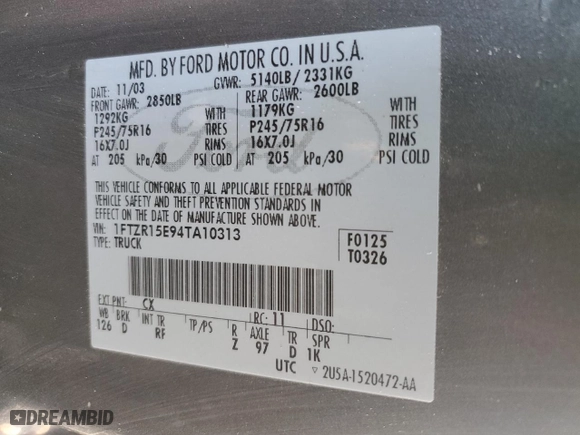 MFD. BY FORD MOTOR CO. IN U.S.A.
DATE: 11/03 GVWR: 5140LB/ 2331KG
FRONT GAWR: 2850LB REAR GAWR: 2600LB
1292KG WITH 1179KG WITH
P245/75R16 TIRES P245/75R16 TIRES
16X7.0J RIMS 16X7.0J RIMS
AT 205 kPa/30 PSI COLD AT 205 kPa/30 PSI COLD
Ford
THIS VEHICLE CONFORMS TO ALL APPLICABLE FEDERAL MOTOR
VEHICLE SAFETY AND THEFT PREVENTION STANDARDS IN
EFFECT ON THE DATE OF MANUFACTURE SHOWN ABOVE.
VIN: 1FTZR15E94TA10313 F0125
TYPE: TRUCK T0326
EXT PNT: CX RC: 11 DSO:
WB BRK INT TR TP/PS R AXLE TR SPR
126 D RF Z 97 D 1K
UTC ▽ 2U5A-1520472-AA
DREAMBID